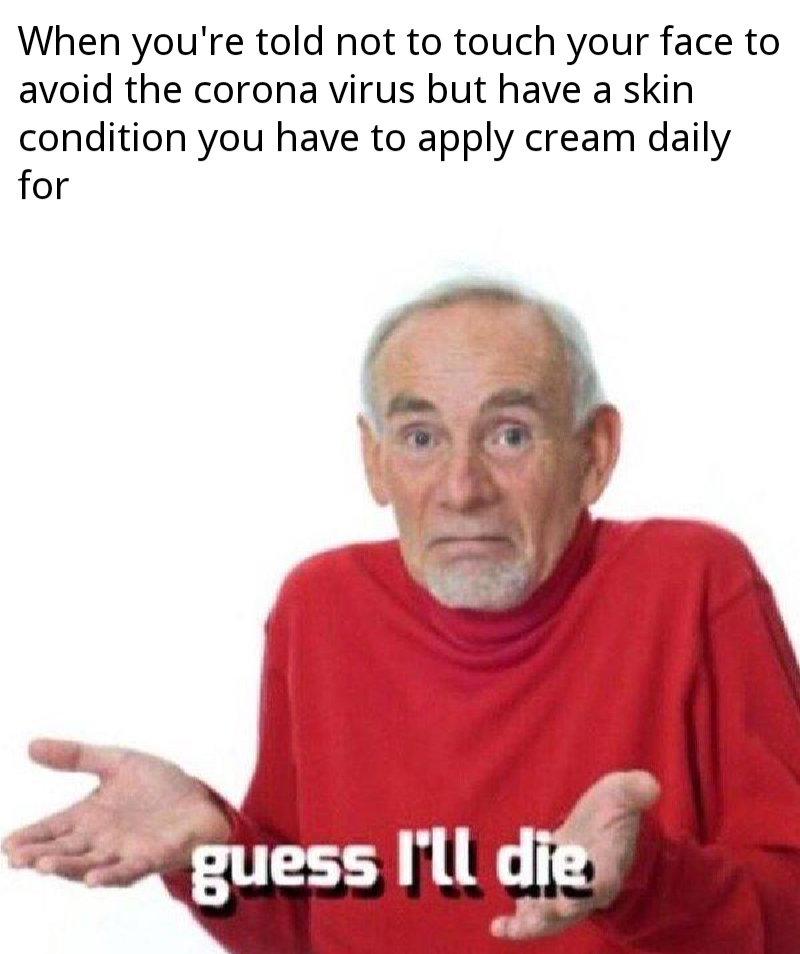 When you're told not to touch your face to
avoid the corona virus but have a skin
condition you have to apply cream daily
for
guess I'll die